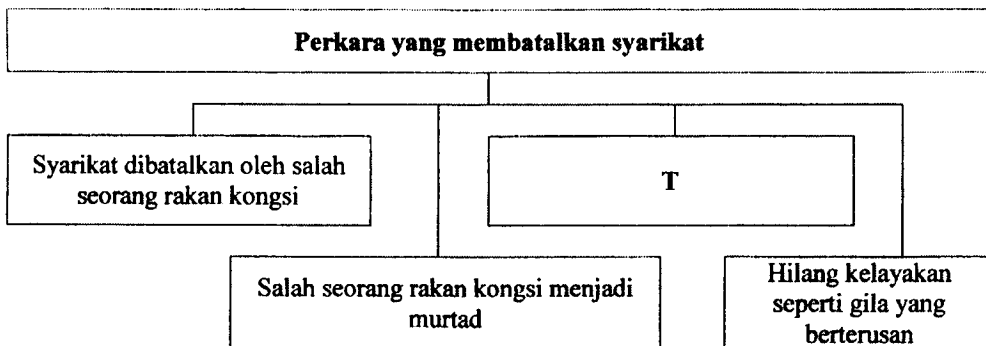 Perkara yang membatalkan syarikat
Syarikat dibatalkan oleh salah
seorang rakan kongsi
T
Salah seorang rakan kongsi menjadi
murtad
Hilang kelayakan
seperti gila yang
berterusan